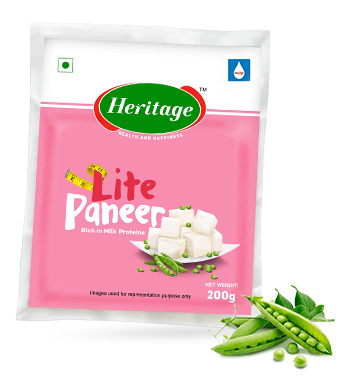 Heritage
TM
HEALTH AND HAPPINESS
Lite
Paneer
Rich in Milk Proteins
NET WEIGHT:
200g
Images used for representation purpose only